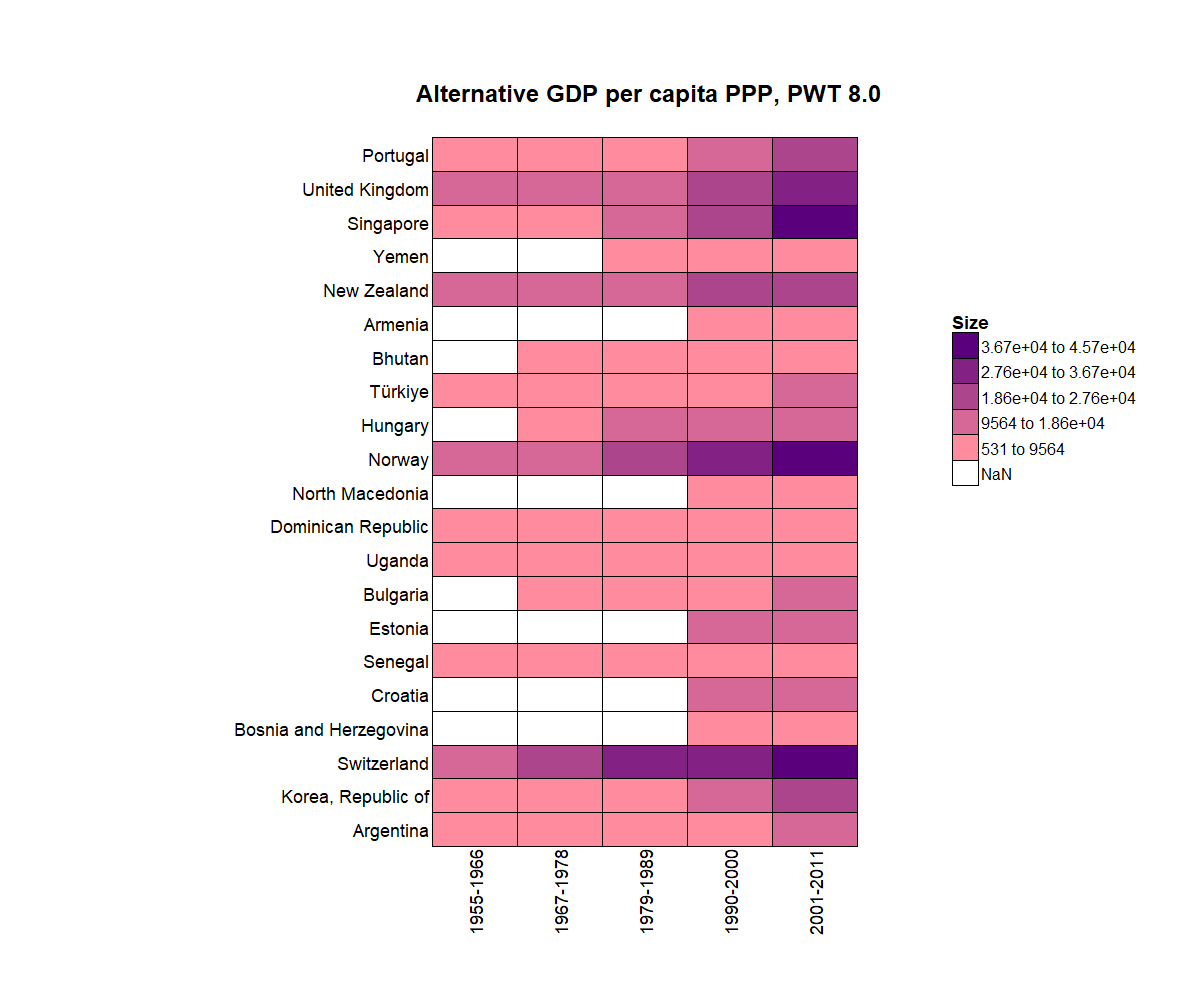 Alternative GDP per capita PPP, PWT 8.0
Portugal
United Kingdom
Singapore
Yemen
New Zealand
Armenia
Bhutan
Türkiye
Hungary
Norway
North Macedonia
Dominican Republic
Uganda
Bulgaria
Estonia
Senegal
Croatia
Bosnia and Herzegovina
Switzerland
Korea, Republic of
Argentina
1955-1966
1967-1978
1979-1989
1990-2000
2001-2011
Size
3.67e+04 to 4.57e+04
2.76e+04 to 3.67e+04
1.86e+04 to 2.76e+04
9564 to 1.86e+04
531 to 9564
NaN